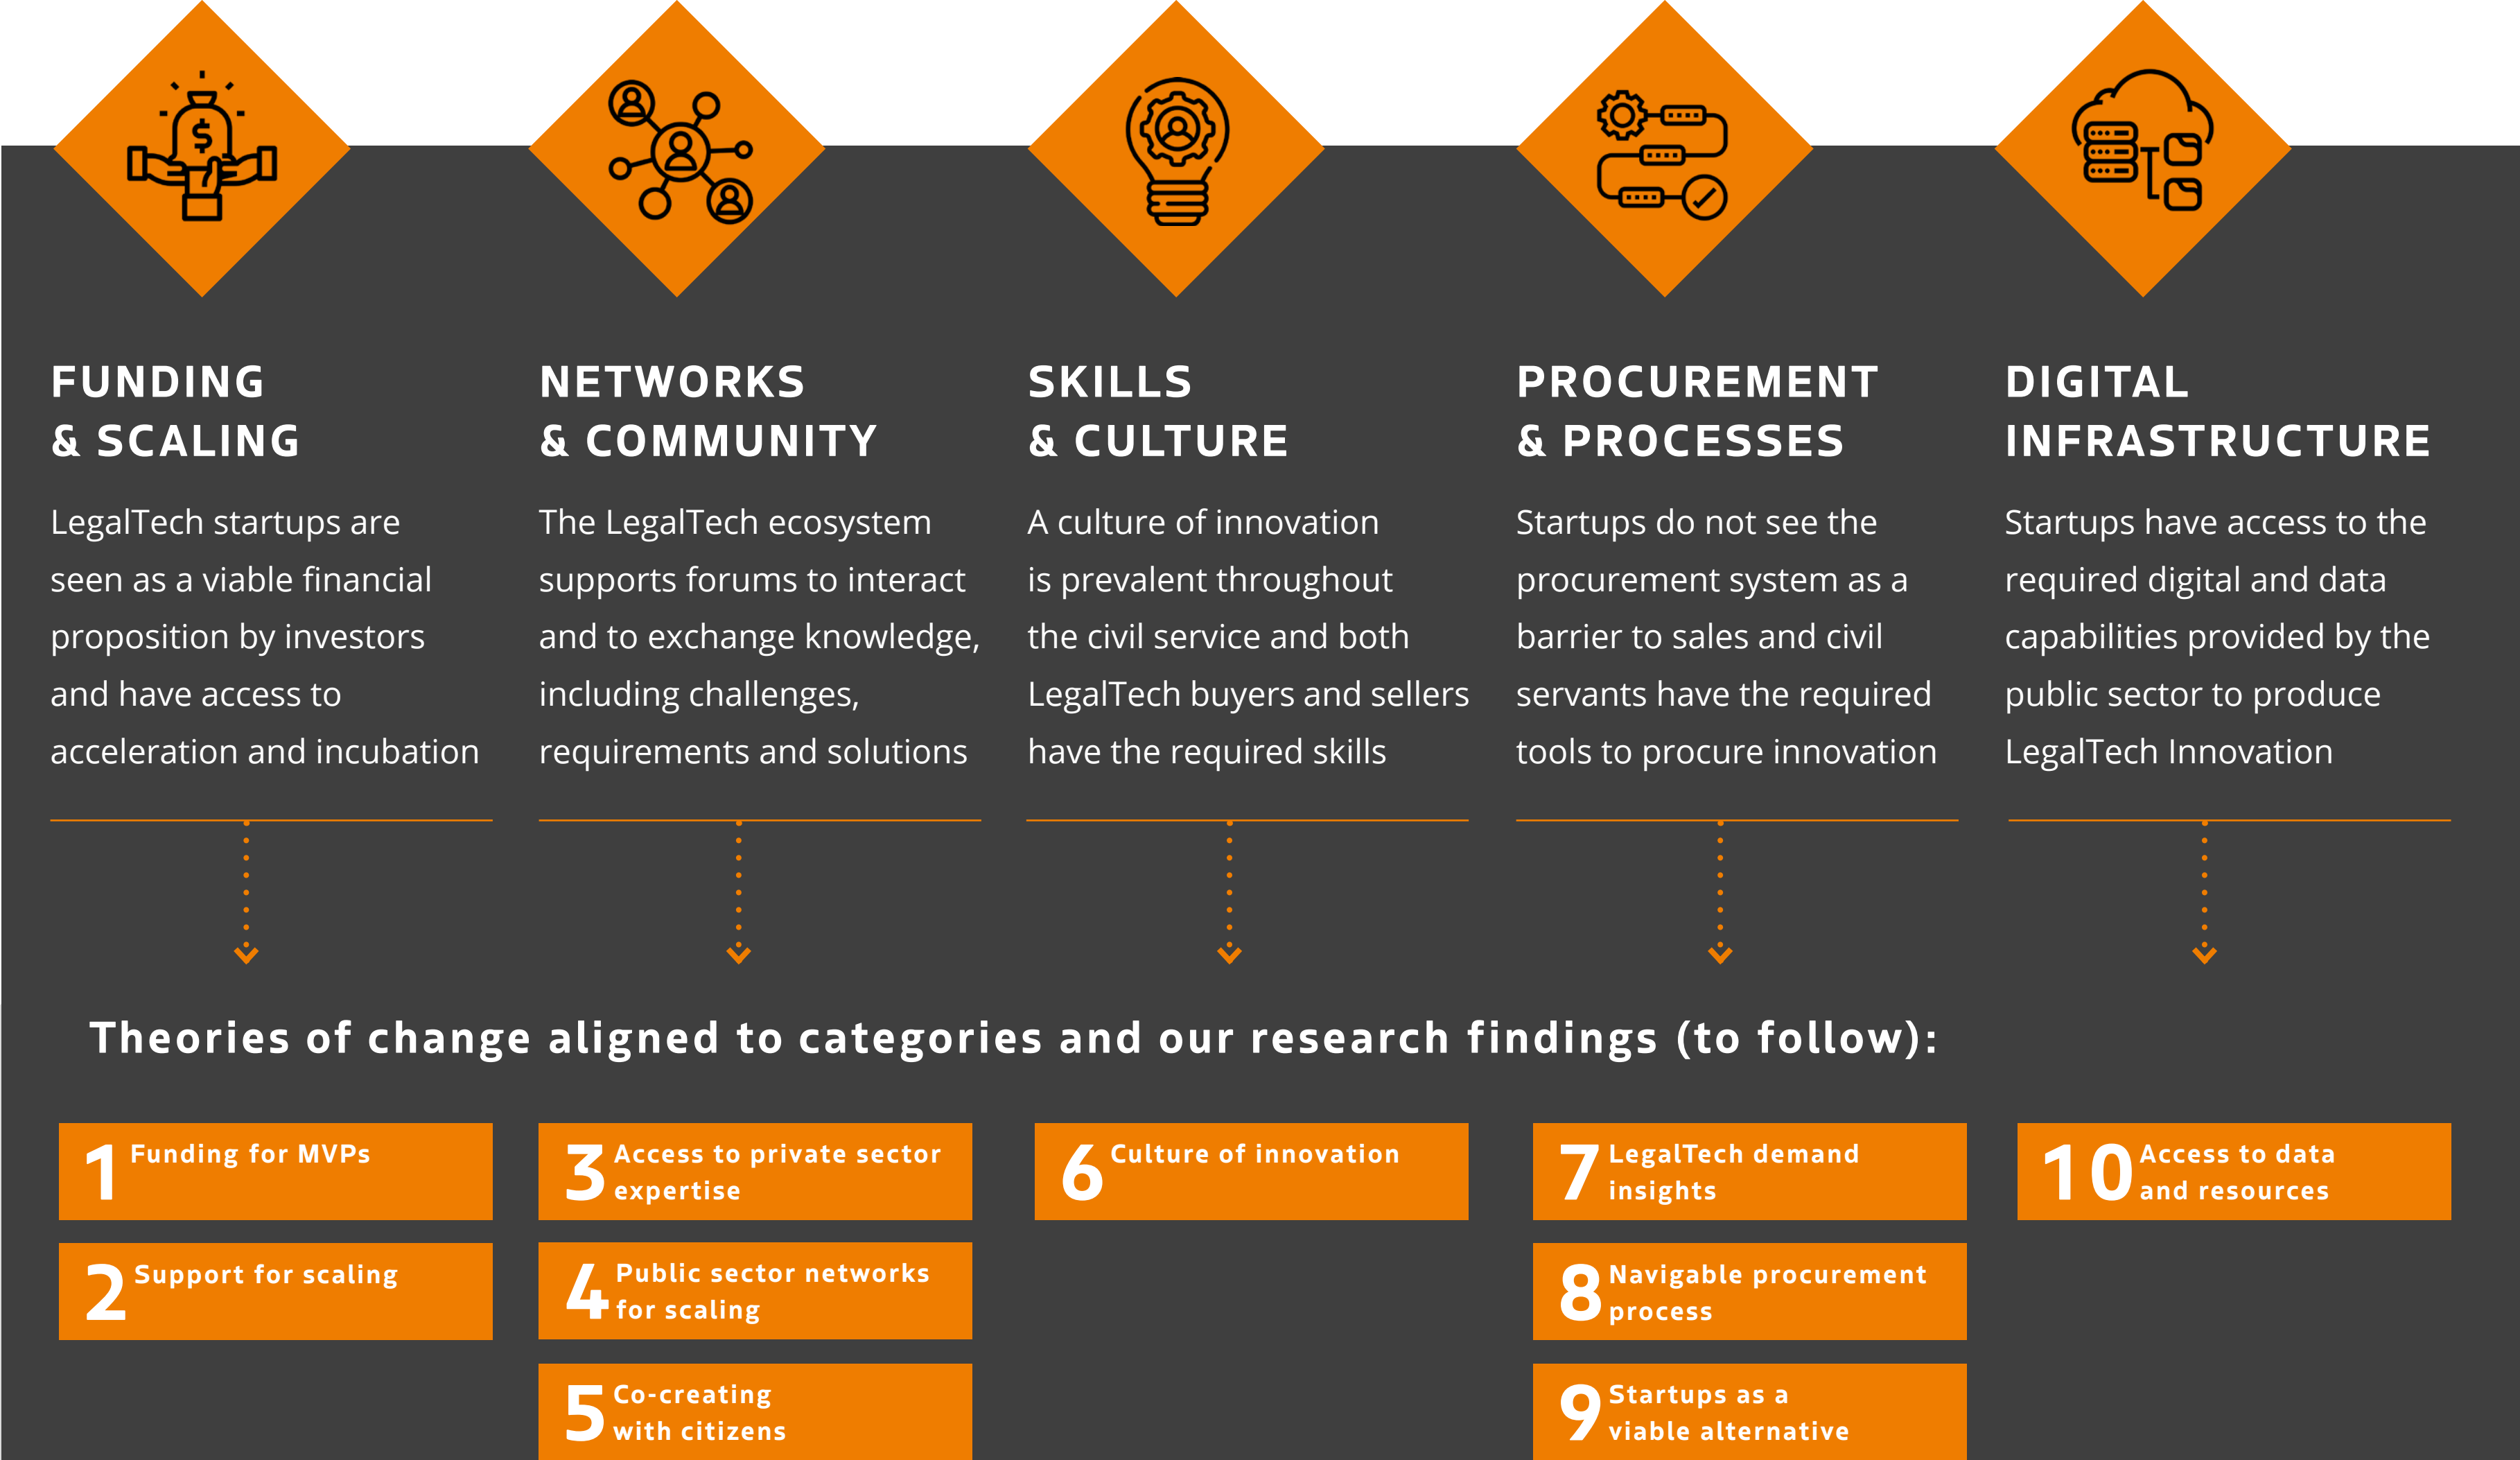 FUNDING
& SCALING
LegalTech startups are
seen as a viable financial
proposition by investors
and have access to
acceleration and incubation
NETWORKS
& COMMUNITY
The LegalTech ecosystem
supports forums to interact
and to exchange knowledge,
including challenges,
requirements and solutions
SKILLS
& CULTURE
A culture of innovation
is prevalent throughout
the civil service and both
LegalTech buyers and sellers
have the required skills
PROCUREMENT
& PROCESSES
Startups do not see the
procurement system as a
barrier to sales and civil
servants have the required
tools to procure innovation
DIGITAL
INFRASTRUCTURE
Startups have access to the
required digital and data
capabilities provided by the
public sector to produce
LegalTech Innovation
Theories of change aligned to categories and our research findings (to follow):
1 Funding for MVPs
2 Support for scaling
3 Access to private sector
expertise
4 Public sector networks
for scaling
5 Co-creating
with citizens
6 Culture of innovation
7 LegalTech demand
insights
8 Navigable procurement
process
9 Startups as a
viable alternative
10 Access to data
and resources